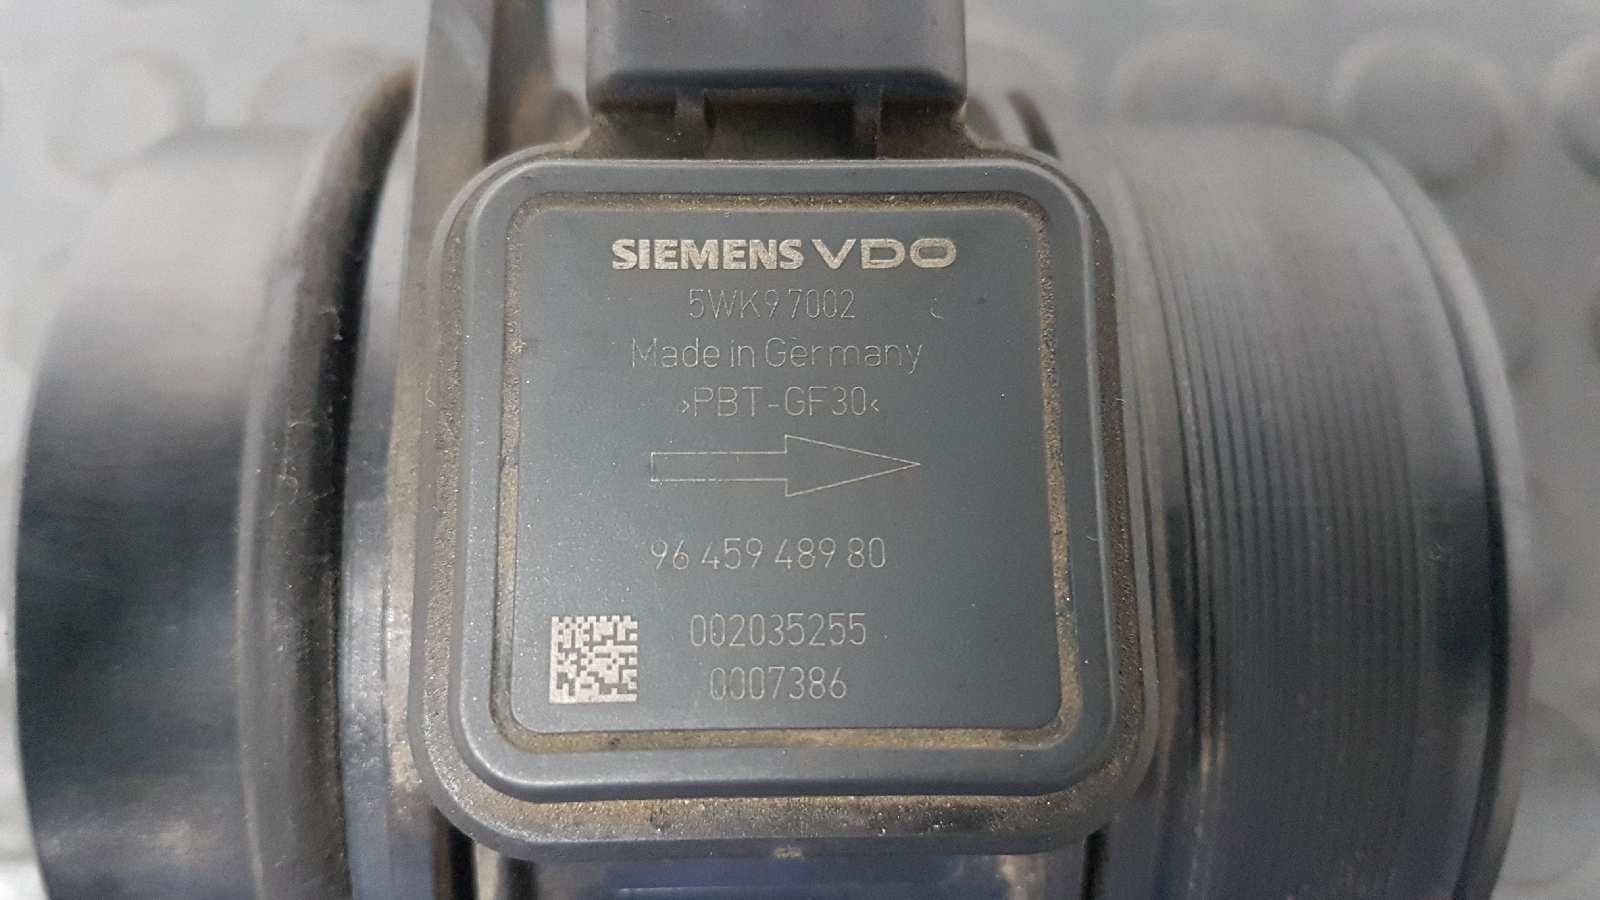 SIEMENS VDO
5WK97002
Made in Germany
>PBT-GF30<
96 459 489 80
002035255
0007386